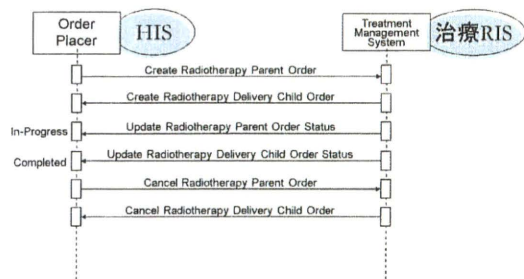 Order
Placer
HIS
Treatment
Management
System
治療RIS
Create Radiotherapy Parent Order
Create Radiotherapy Delivery Child Order
In-Progress
Update Radiotherapy Parent Order Status
Completed
Update Radiotherapy Delivery Child Order Status
Cancel Radiotherapy Parent Order
Cancel Radiotherapy Delivery Child Order